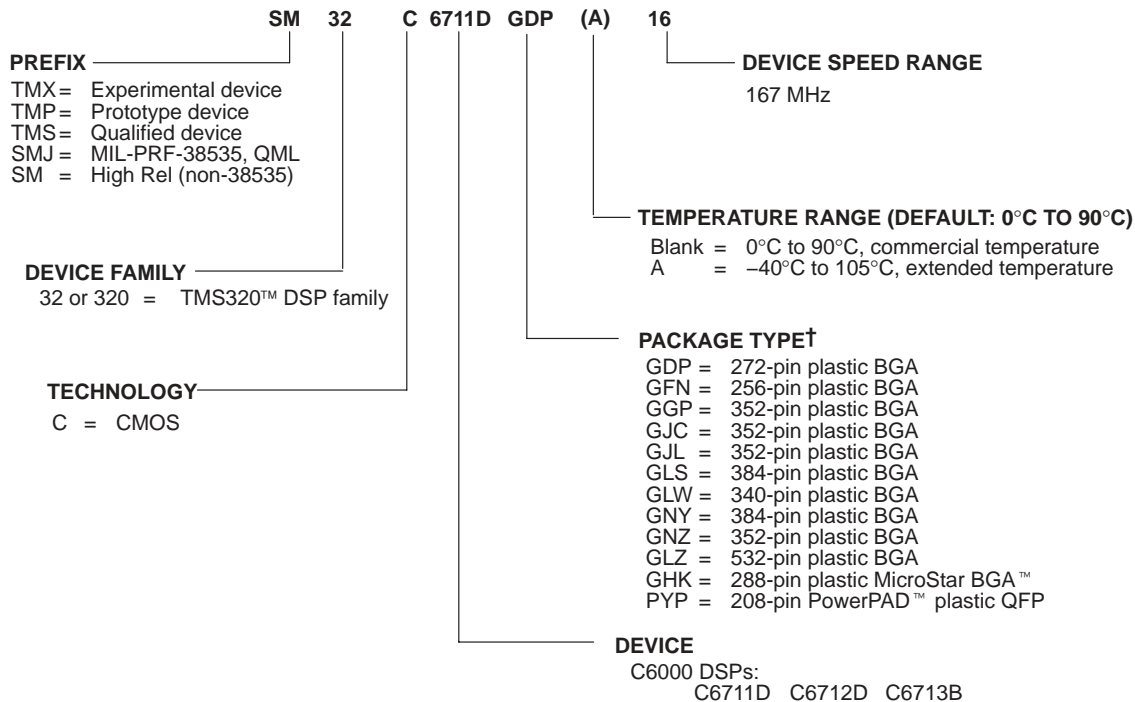 SM 32 C 6711D GDP (A) 16
PREFIX
TMX = Experimental device
TMP = Prototype device
TMS = Qualified device
SMJ = MIL-PRF-38535, QML
SM = High Rel (non-38535)
DEVICE SPEED RANGE
167 MHz
TEMPERATURE RANGE (DEFAULT: 0°C TO 90°C)
Blank = 0°C to 90°C, commercial temperature
A = −40°C to 105°C, extended temperature
DEVICE FAMILY
32 or 320 = TMS320™ DSP family
PACKAGE TYPE†
GDP = 272-pin plastic BGA
GFN = 256-pin plastic BGA
GGP = 352-pin plastic BGA
GJC = 352-pin plastic BGA
GJL = 352-pin plastic BGA
GLS = 384-pin plastic BGA
GLW = 340-pin plastic BGA
GNY = 384-pin plastic BGA
GNZ = 352-pin plastic BGA
GLZ = 532-pin plastic BGA
GHK = 288-pin plastic MicroStar BGA™
PYP = 208-pin PowerPAD™ plastic QFP
TECHNOLOGY
C = CMOS
DEVICE
C6000 DSPs:
C6711D C6712D C6713B